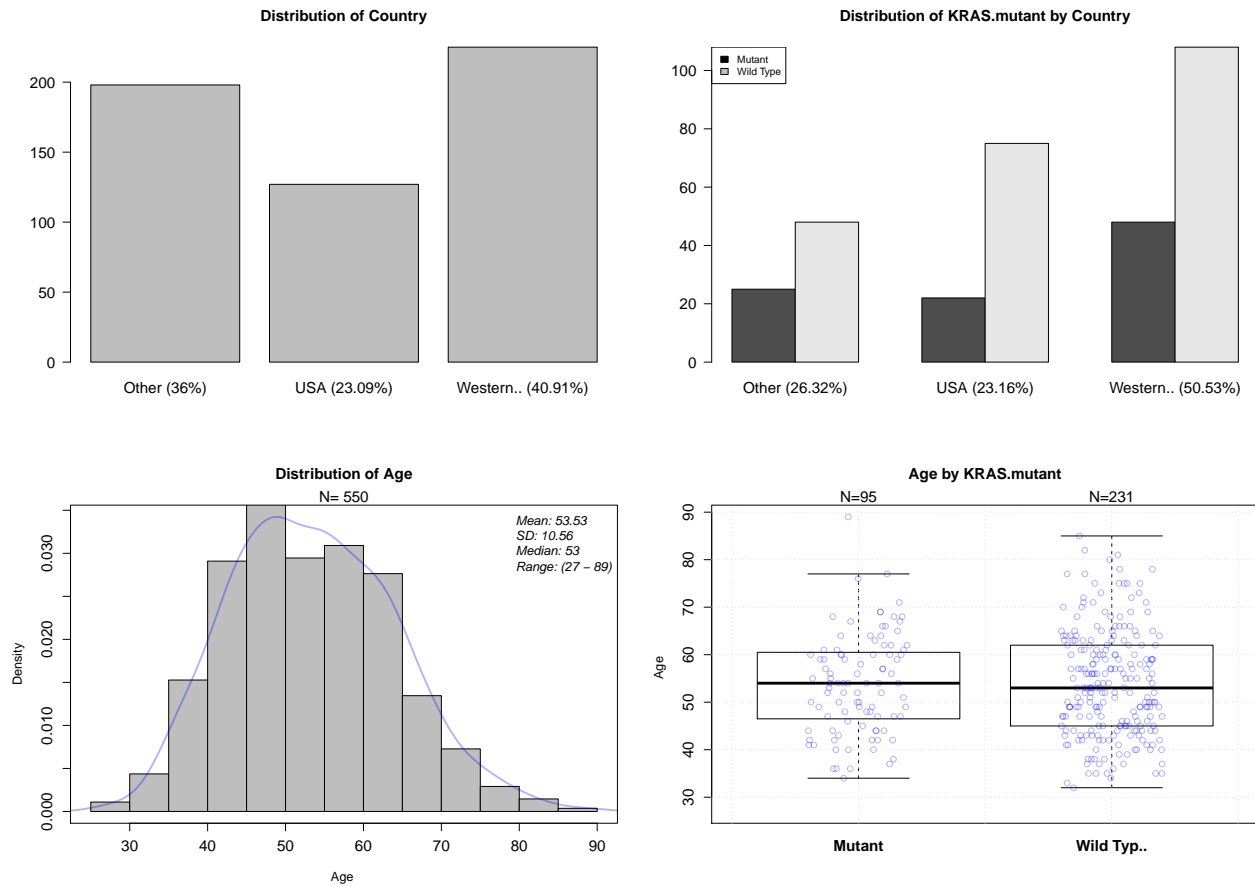 Distribution of Country
200
150
100
50
0
Other (36%) USA (23.09%) Western.. (40.91%)
Distribution of KRAS.mutant by Country
Mutant
Wild Type
100
80
60
40
20
0
Other (26.32%) USA (23.16%) Western.. (50.53%)
Distribution of Age
N= 550
Mean: 53.53
SD: 10.56
Median: 53
Range: (27 – 89)
Density
0.030
0.020
0.010
0.000
30 40 50 60 70 80 90
Age
Age by KRAS.mutant
N=95 N=231
Age
90
80
70
60
50
40
30
Mutant Wild Typ..